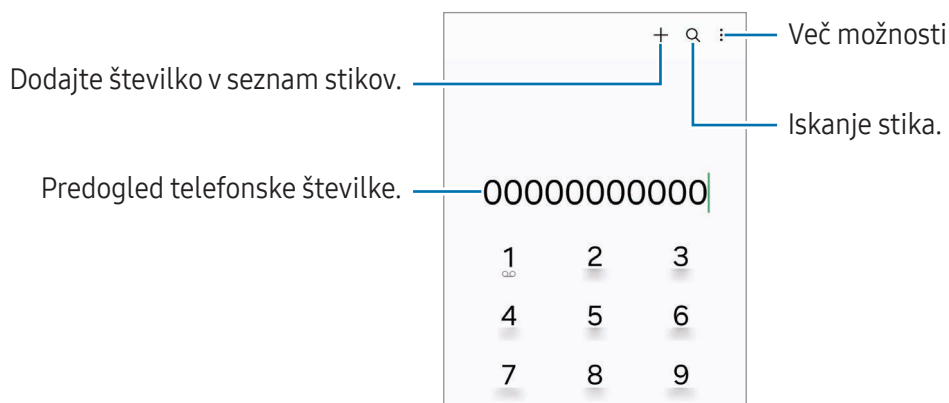 Več možnosti
Dodajte številko v seznam stikov.
Iskanje stika.
Predogled telefonske številke.
00000000000
1 2 3
4 5 6
7 8 9